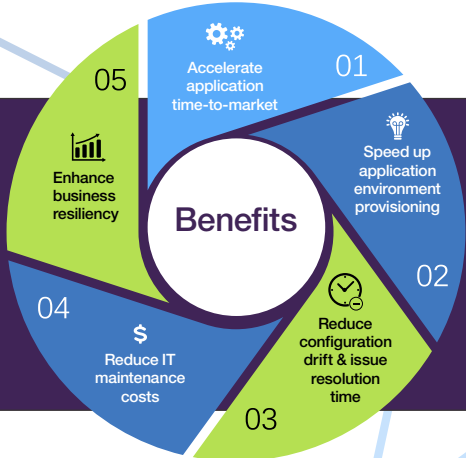 Benefits
01
Accelerate
application
time-to-market
Speed up
application
environment
provisioning
02
Reduce
configuration
drift & issue
resolution
time
03
04
$
Reduce IT
maintenance
costs
05
Enhance
business
resiliency